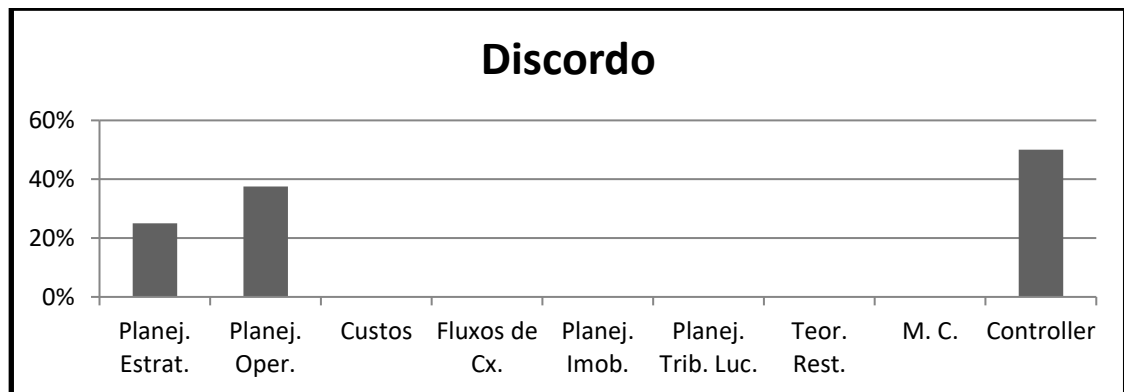 Discordo
60%
40%
20%
0%
Planej. Estrat.
Planej. Oper.
Custos
Fluxos de Cx.
Planej. Imob.
Planej. Trib. Luc.
Teor. Rest.
M. C.
Controller